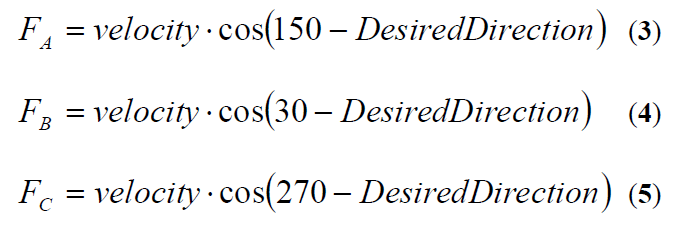 F_A = velocity · cos(150 − DesiredDirection) (3)
F_B = velocity · cos(30 − DesiredDirection) (4)
F_C = velocity · cos(270 − DesiredDirection) (5)